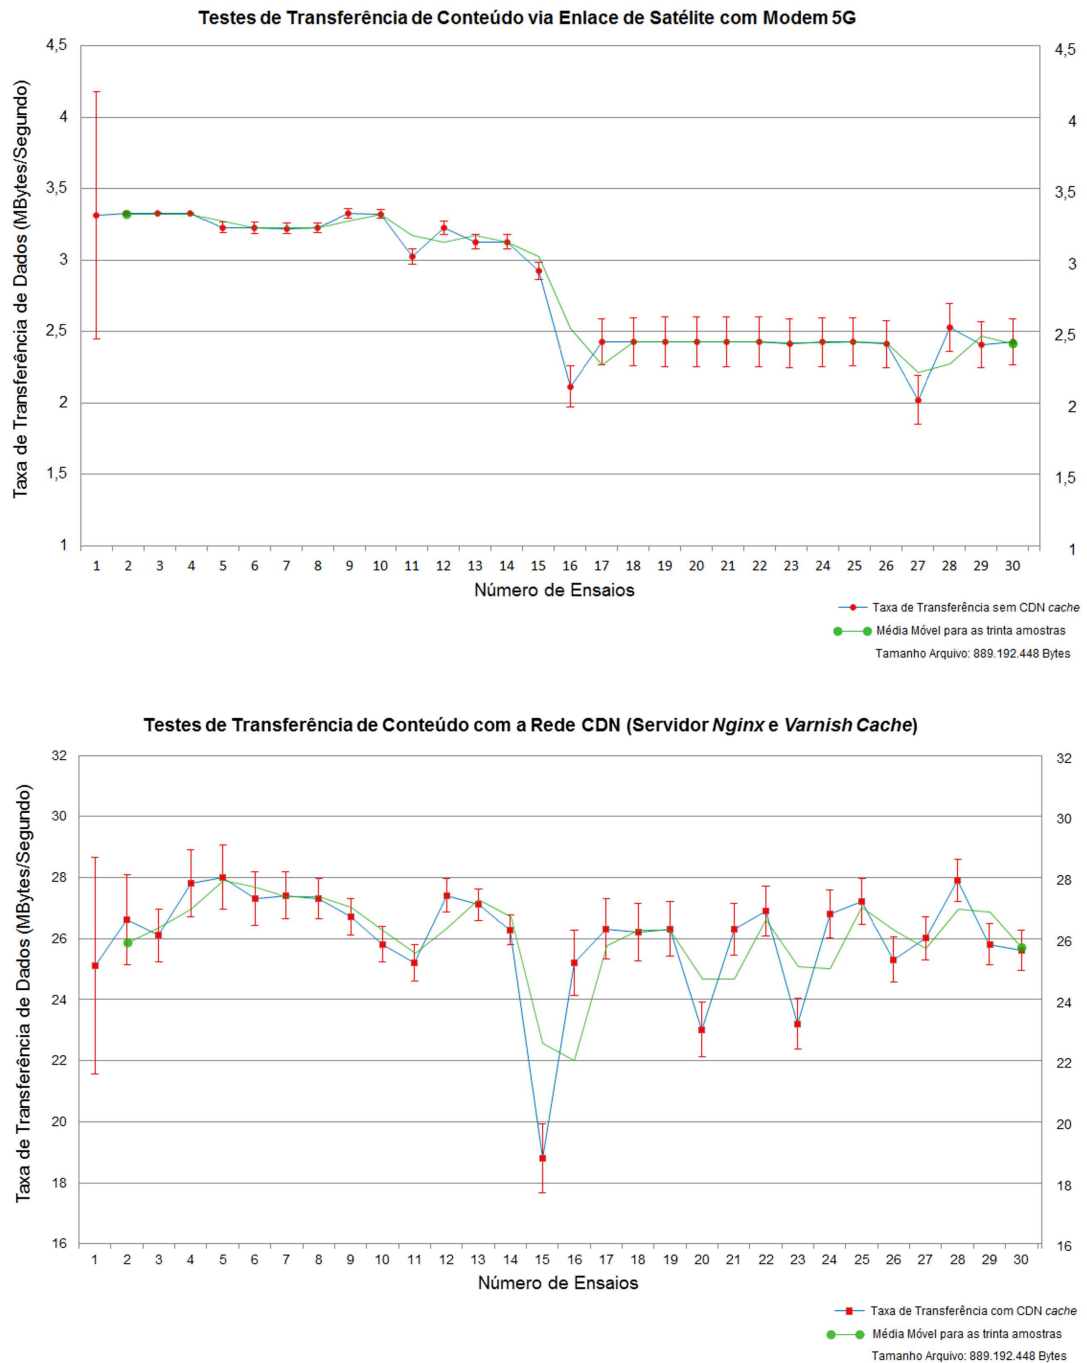 Testes de Transferência de Conteúdo via Enlace de Satélite com Modem 5G
Taxa de Transferência de Dados (MBytes/Segundo)
4,5
4
3,5
3
2,5
2
1,5
1
4,5
4
3,5
3
2,5
2
1,5
1
1 2 3 4 5 6 7 8 9 10 11 12 13 14 15 16 17 18 19 20 21 22 23 24 25 26 27 28 29 30
Número de Ensaios
Taxa de Transferência sem CDN cache
Média Móvel para as trinta amostras
Tamanho Arquivo: 889.192.448 Bytes
Testes de Transferência de Conteúdo com a Rede CDN (Servidor Nginx e Varnish Cache)
Taxa de Transferência de Dados (MBytes/Segundo)
32
30
28
26
24
22
20
18
16
32
30
28
26
24
22
20
18
16
1 2 3 4 5 6 7 8 9 10 11 12 13 14 15 16 17 18 19 20 21 22 23 24 25 26 27 28 29 30
Número de Ensaios
Taxa de Transferência com CDN cache
Média Móvel para as trinta amostras
Tamanho Arquivo: 889.192.448 Bytes